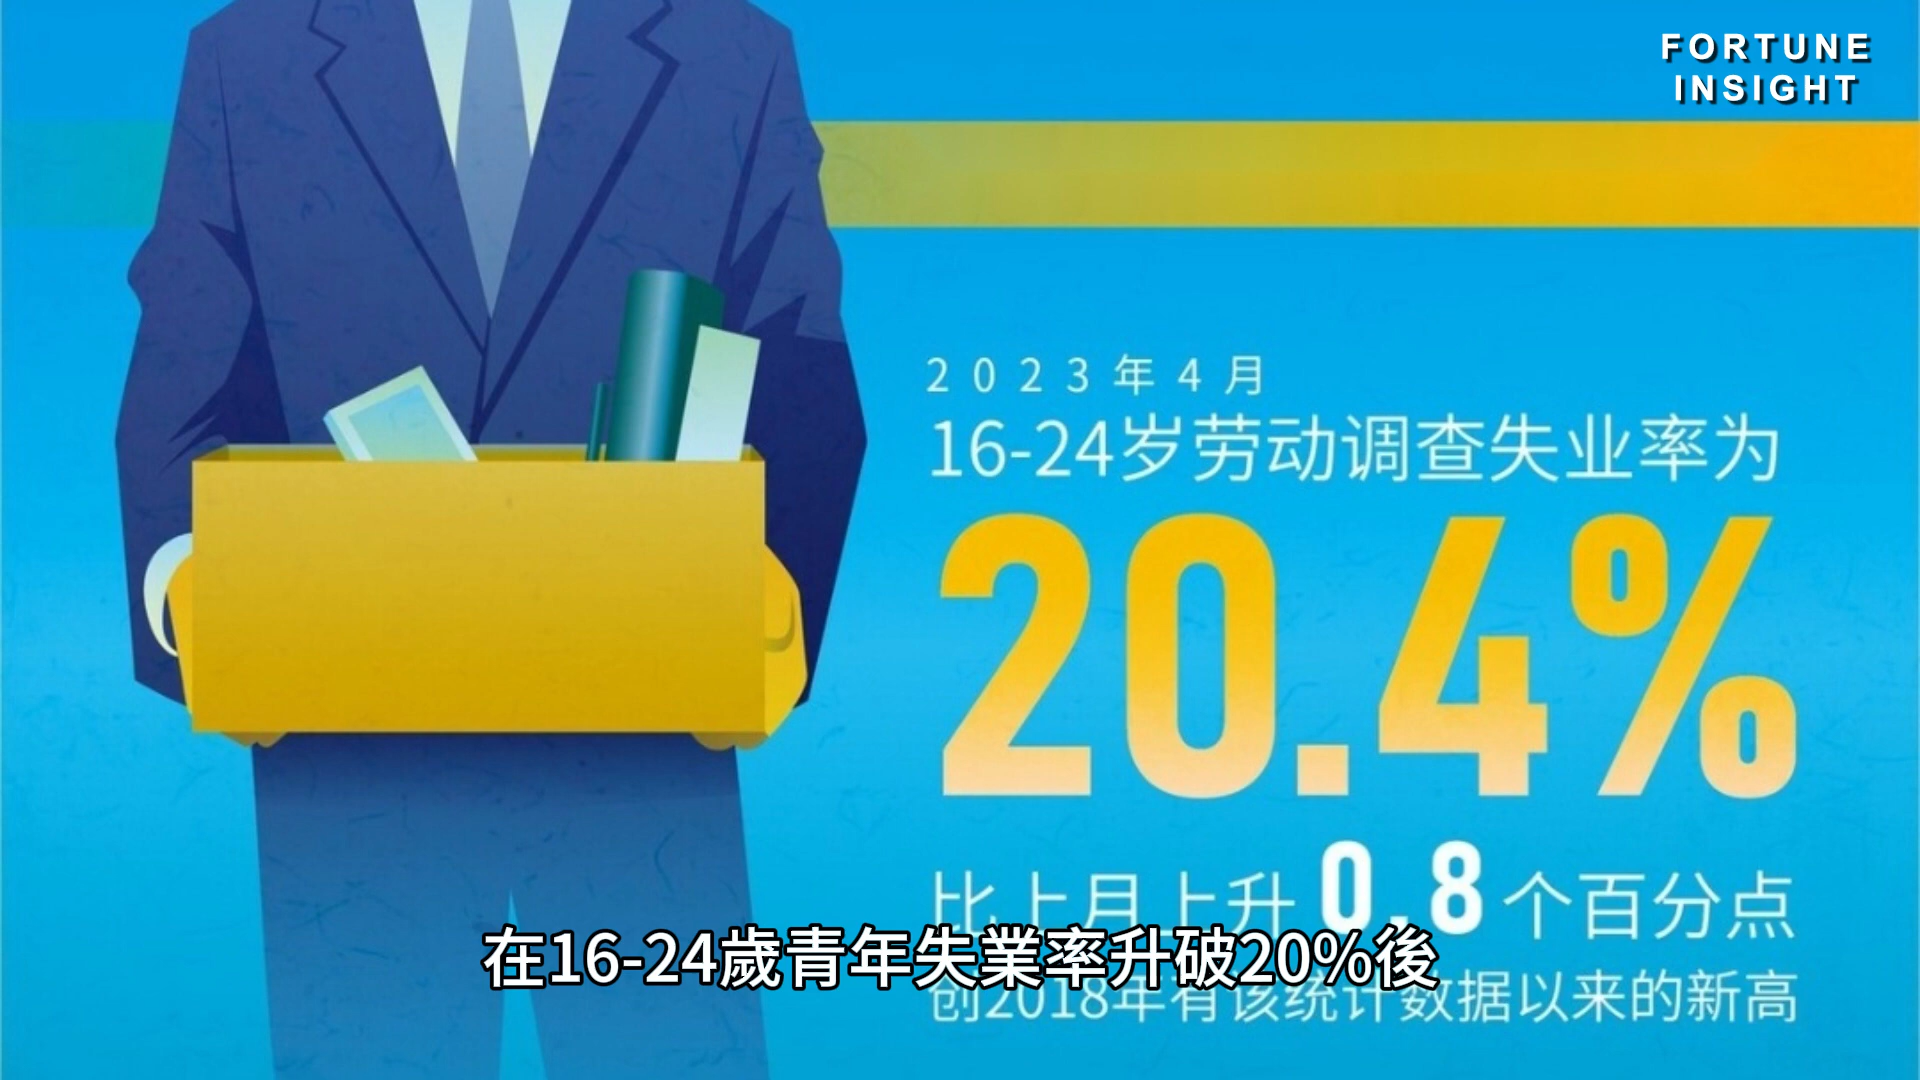 FORTUNE
INSIGHT
2023年4月
16-24岁劳动调查失业率为
20.4%
比上月上升0.8个百分点
在16-24歲青年失業率升破20%後
创2018年有该统计数据以来的新高